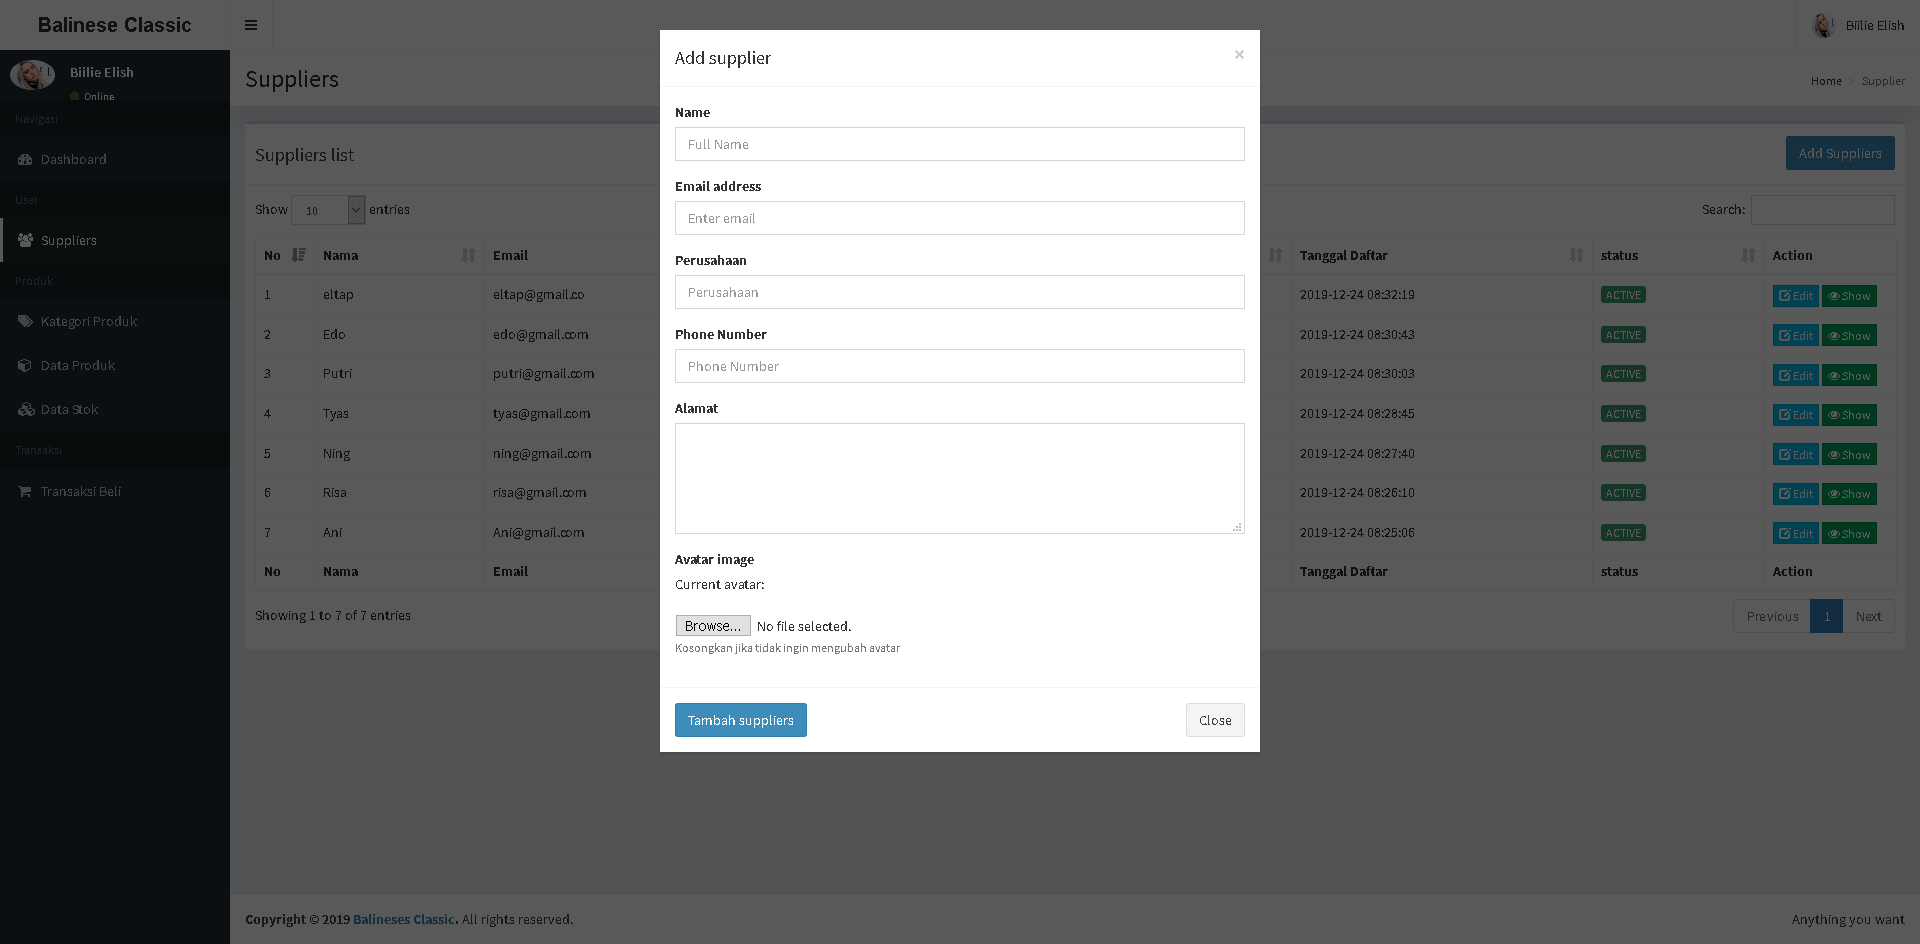 Balinese Classic
Biilie Elish
Biilie Elish
Online
Navigasi
Dashboard
User
Suppliers
Produk
Kategori Produk
Data Produk
Data Stok
Transaksi
Transaksi Beli
Suppliers
Home > Supplier
Suppliers list
Add Suppliers
Show 10 entries
Search:
No Nama Email Tanggal Daftar status Action
1 eltap eltap@gmail.co 2019-12-24 08:32:19 ACTIVE Edit Show
2 Edo edo@gmail.com 2019-12-24 08:30:43 ACTIVE Edit Show
3 Putri putri@gmail.com 2019-12-24 08:30:03 ACTIVE Edit Show
4 Tyas tyas@gmail.com 2019-12-24 08:28:45 ACTIVE Edit Show
5 Ning ning@gmail.com 2019-12-24 08:27:40 ACTIVE Edit Show
6 Risa risa@gmail.com 2019-12-24 08:26:10 ACTIVE Edit Show
7 Ani Ani@gmail.com 2019-12-24 08:25:06 ACTIVE Edit Show
No Nama Email Tanggal Daftar status Action
Showing 1 to 7 of 7 entries
Previous 1 Next
Add supplier ×
Name
Full Name
Email address
Enter email
Perusahaan
Perusahaan
Phone Number
Phone Number
Alamat
Avatar image
Current avatar:
Browse... No file selected.
Kosongkan jika tidak ingin mengubah avatar
Tambah suppliers
Close
Copyright © 2019 Balineses Classic. All rights reserved.
Anything you want